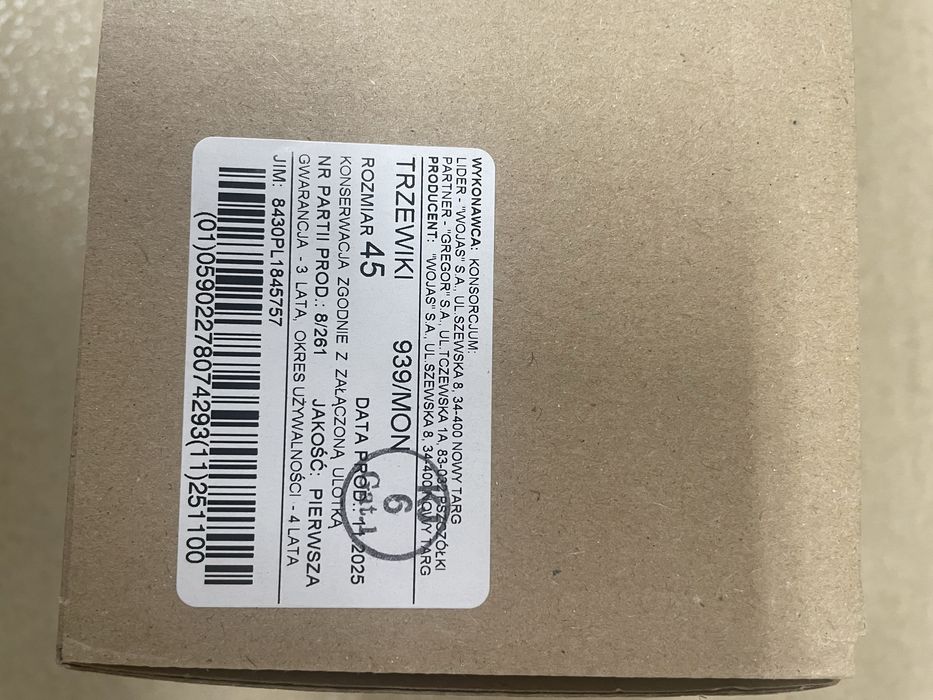 WYKONAWCA: KONSORCJUM:
LIDER - "WOJAS" S.A., UL.SZEWSKA 8, 34-400 NOWY TARG
PARTNER - "GREGOR" S.A., UL.TCZEWSKA 1A, 83-032 PSZCZÓŁKI
PRODUCENT: "WOJAS" S.A., UL.SZEWSKA 8, 34-400 NOWY TARG
TRZEWIKI 939/MON
ROZMIAR 45 DATA PROD.: 11.2025
KONSERWACJA ZGODNIE Z ZAŁĄCZONĄ ULOTKĄ
NR PARTII PROD.: 8/261 JAKOŚĆ: PIERWSZA
GWARANCJA - 3 LATA, OKRES UŻYWALNOŚCI - 4 LATA
JIM: 8430PL1845757
(01)05902278074293(11)251100
KJ
6
Gat.I